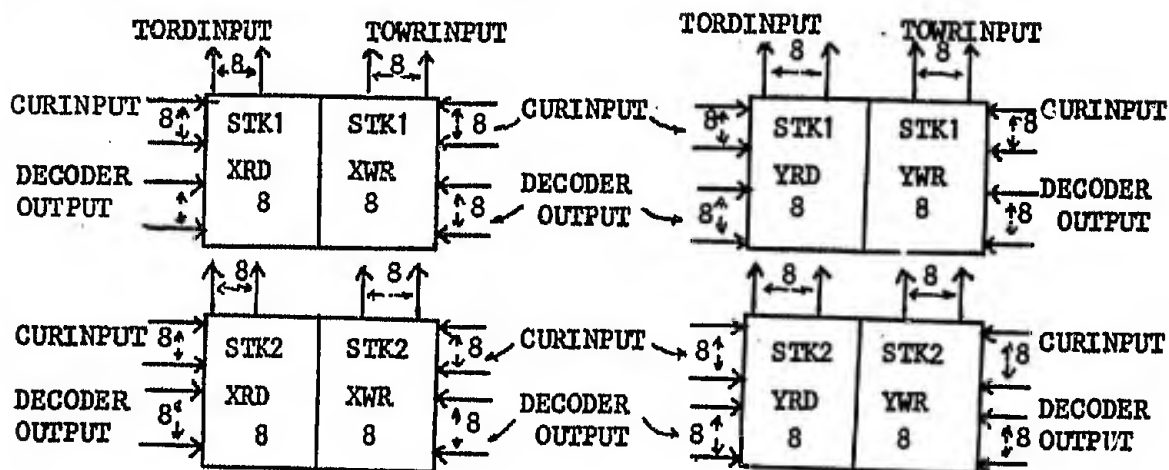 TORDINPUT TOWRINPUT TORDINPUT TOWRINPUT
8 8 8 8
CURINPUT 8 STK1 STK1 8 CURINPUT 8 STK1 STK1 8 CURINPUT
XRD XWR YRD YWR
DECODER OUTPUT 8 8 8 DECODER OUTPUT 8 8 8 8 DECODER OUTPUT
8 8 8 8
CURINPUT 8 STK2 STK2 8 CURINPUT 8 STK2 STK2 8 CURINPUT
XRD XWR YRD YWR
DECODER OUTPUT 8 8 8 8 DECODER OUTPUT 8 8 8 8 DECODER OUTPUT